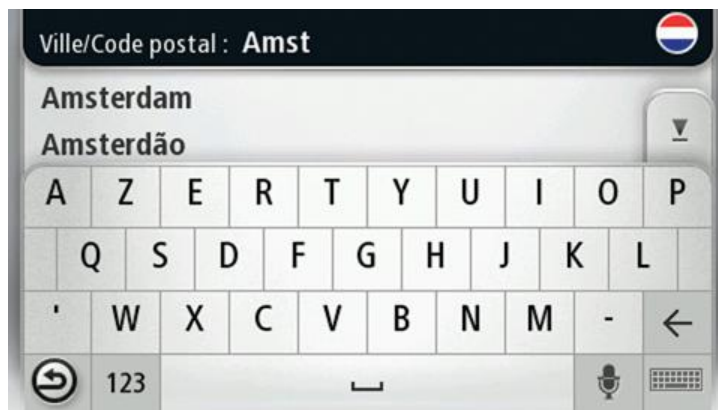 Ville/Code postal : Amst
Amsterdam
Amsterdão
A Z E R T Y U I O P
Q S D F G H J K L
' W X C V B N M -
123